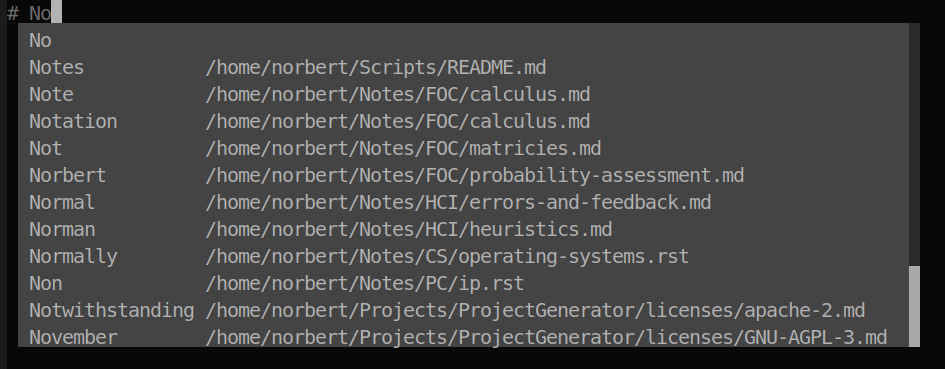 # No
No
Notes /home/norbert/Scripts/README.md
Note /home/norbert/Notes/FOC/calculus.md
Notation /home/norbert/Notes/FOC/calculus.md
Not /home/norbert/Notes/FOC/matricies.md
Norbert /home/norbert/Notes/FOC/probability-assessment.md
Normal /home/norbert/Notes/HCI/errors-and-feedback.md
Norman /home/norbert/Notes/HCI/heuristics.md
Normally /home/norbert/Notes/CS/operating-systems.rst
Non /home/norbert/Notes/PC/ip.rst
Notwithstanding /home/norbert/Projects/ProjectGenerator/licenses/apache-2.md
November /home/norbert/Projects/ProjectGenerator/licenses/GNU-AGPL-3.md